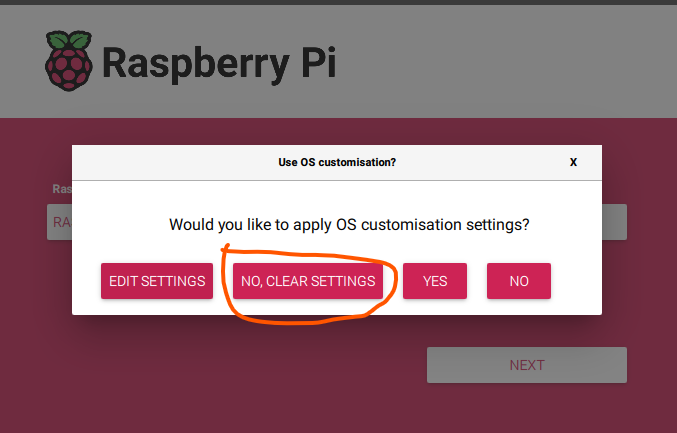 Raspberry Pi
Use OS customisation?
X
Ras
RA
Would you like to apply OS customisation settings?
EDIT SETTINGS
NO, CLEAR SETTINGS
YES
NO
NEXT